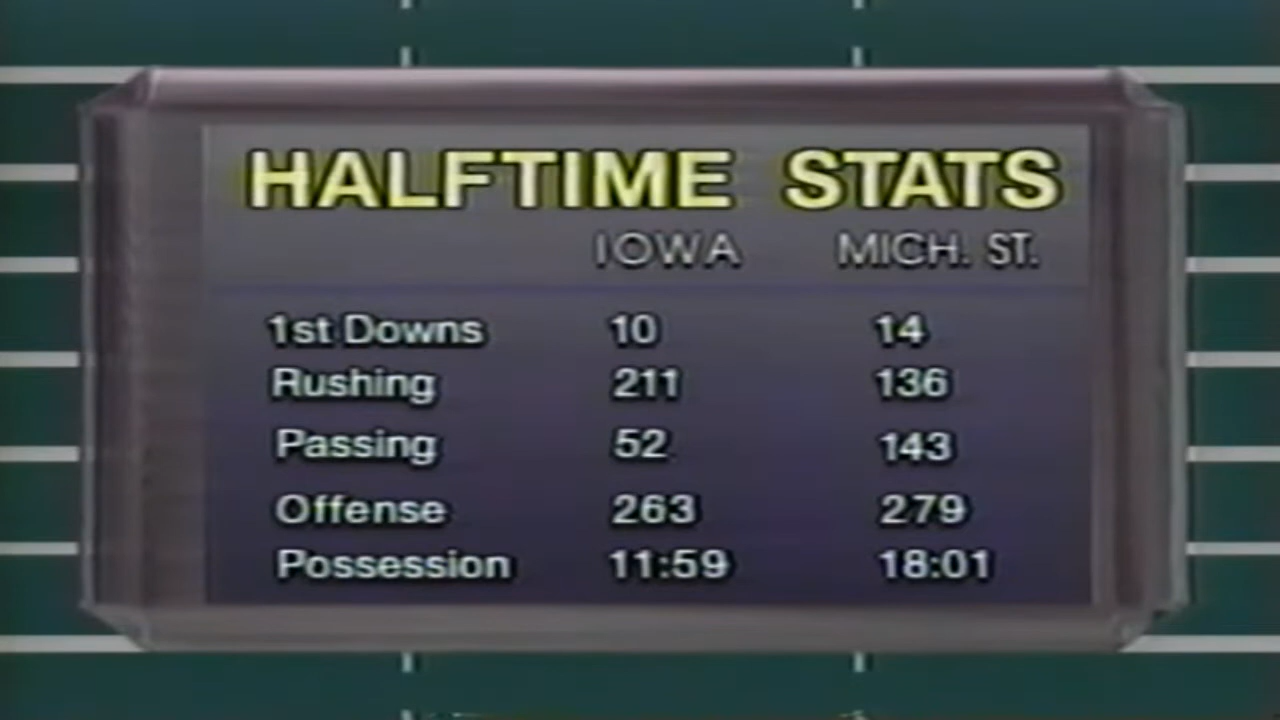 HALFTIME STATS
IOWA MICH. ST.
1st Downs 10 14
Rushing 211 136
Passing 52 143
Offense 263 279
Possession 11:59 18:01